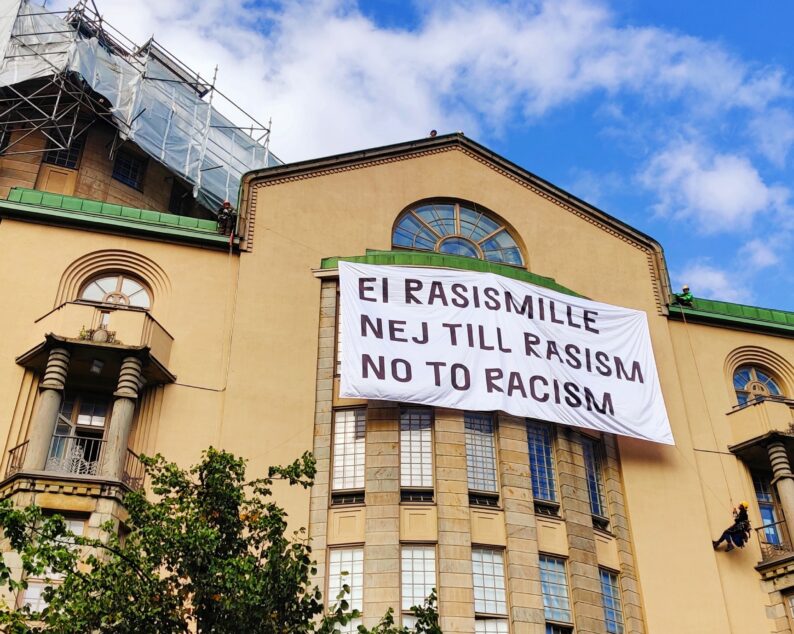 EI RASISMILLE
NEJ TILL RASISM
NO TO RACISM